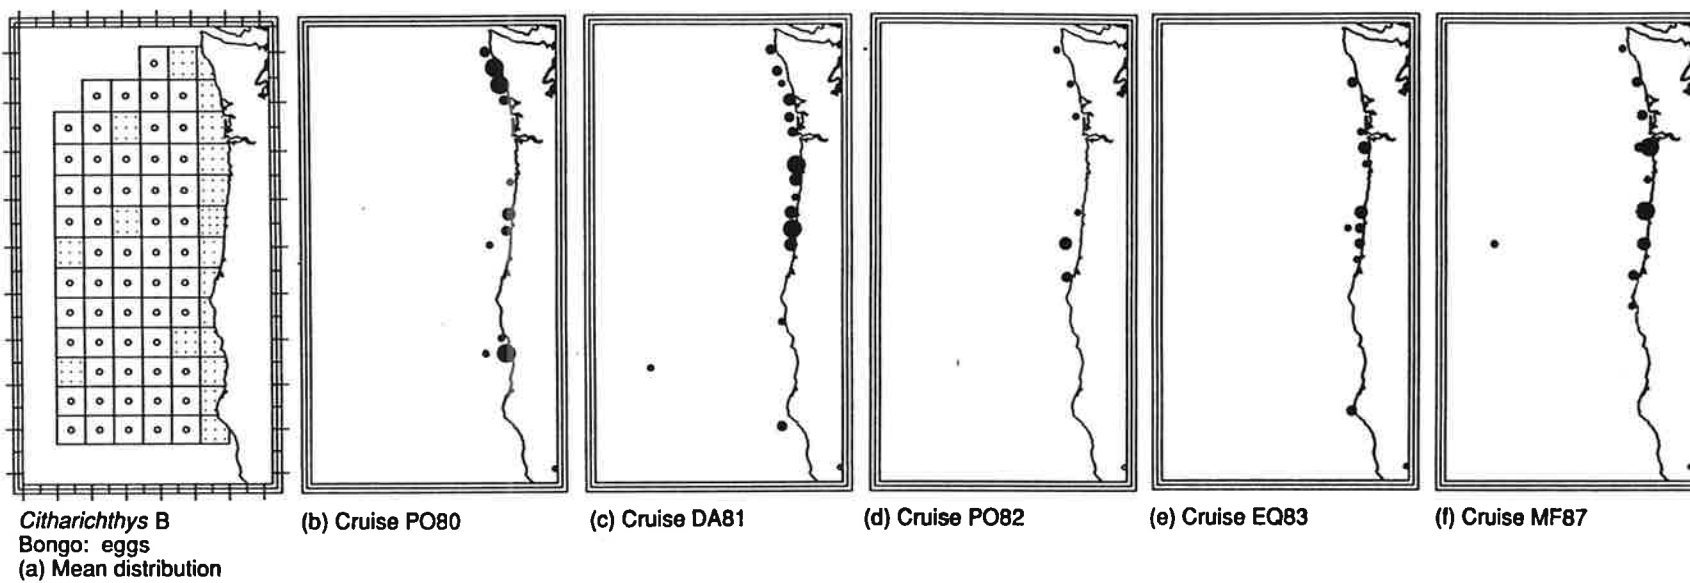 Citharichthys B
Bongo: eggs
(a) Mean distribution
(b) Cruise PO80
(c) Cruise DA81
(d) Cruise PO82
(e) Cruise EQ83
(f) Cruise MF87